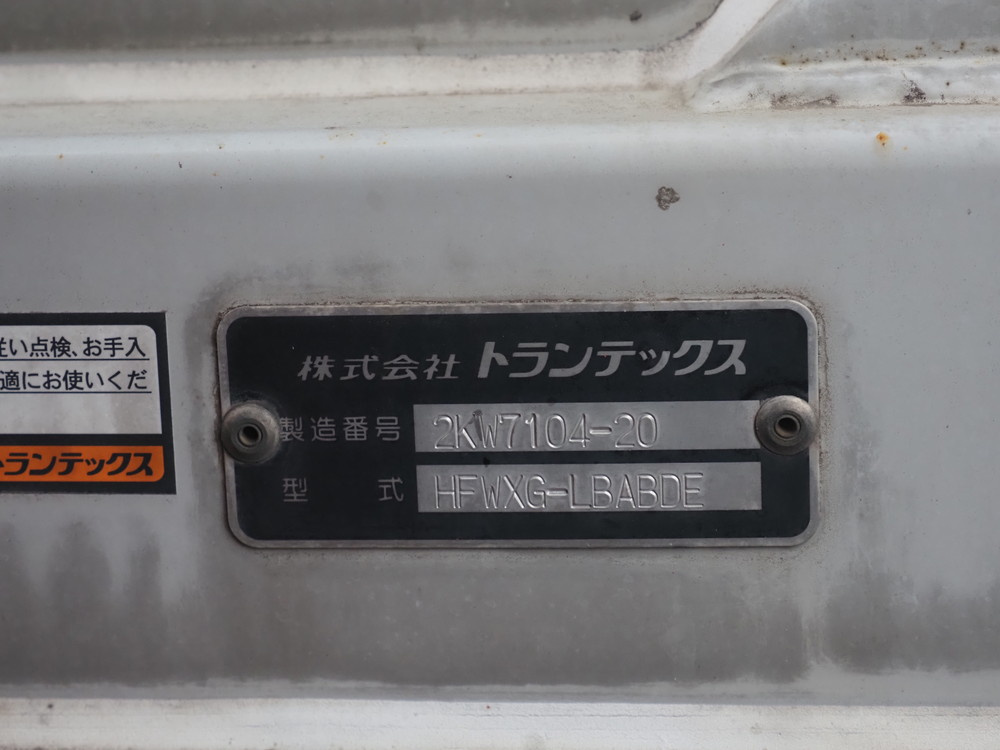 従い点検、お手入
適にお使いくだ
トランテックス
株式会社 トランテックス
製造番号 2KW7104-20
型 式 HFWXG-LBABDE